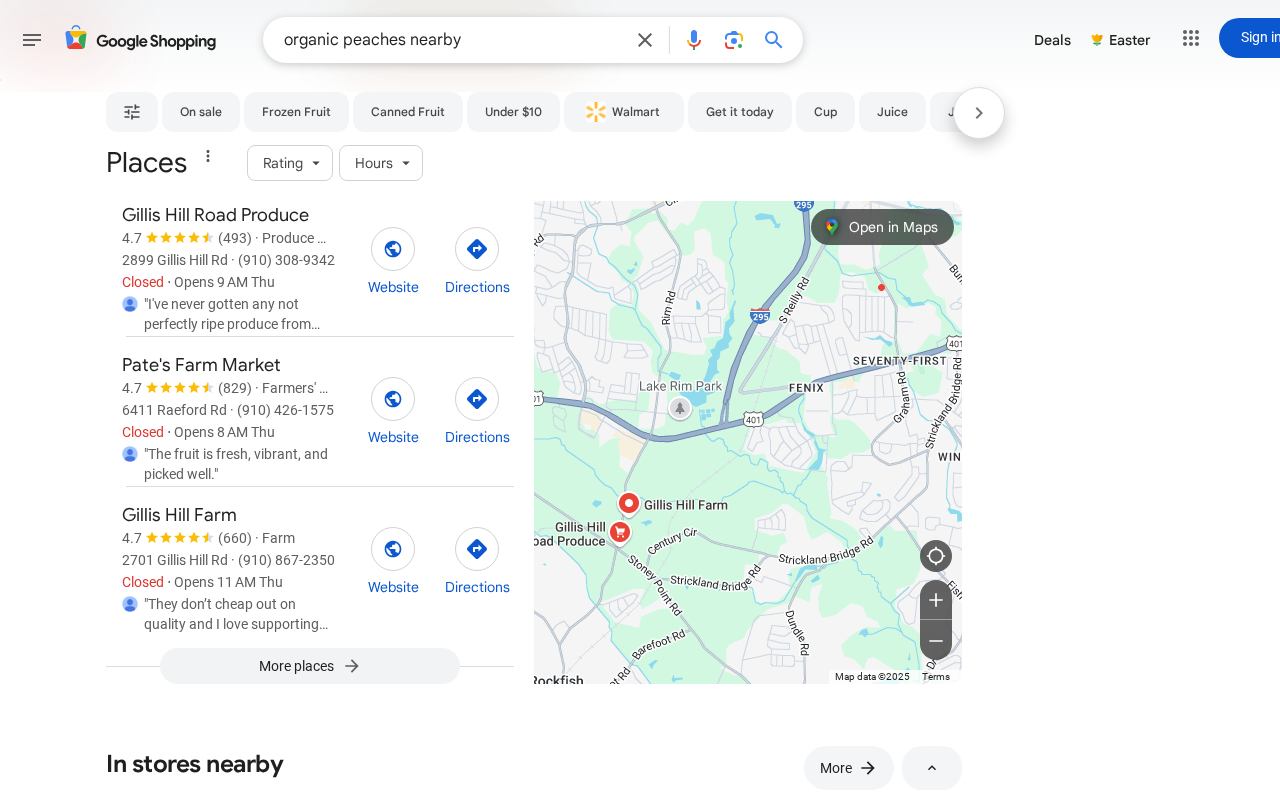 Google Shopping
organic peaches nearby
Deals
Easter
Sign in
On sale
Frozen Fruit
Canned Fruit
Under $10
Walmart
Get it today
Cup
Juice
Places
Rating
Hours
Gillis Hill Road Produce
4.7 (493) · Produce ...
2899 Gillis Hill Rd · (910) 308-9342
Closed · Opens 9 AM Thu
"I've never gotten any not
perfectly ripe produce from...
Website
Directions
Pate's Farm Market
4.7 (829) · Farmers' ...
6411 Raeford Rd · (910) 426-1575
Closed · Opens 8 AM Thu
"The fruit is fresh, vibrant, and
picked well."
Website
Directions
Gillis Hill Farm
4.7 (660) · Farm
2701 Gillis Hill Rd · (910) 867-2350
Closed · Opens 11 AM Thu
"They don’t cheap out on
quality and I love supporting...
Website
Directions
More places
295
Open in Maps
Rd
Rim Rd
S Reilly Rd
295
401
SEVENTY-FIRST
Lake Rim Park
FENIX
Graham Rd
Strickland Bridge Rd
401
WIN
Gillis Hill Farm
Gillis Hill
oad Produce
Century Cir
Strickland Bridge Rd
Strickland Bridge Rd
Stoney Point Rd
Dundle Rd
Barefoot Rd
Rockfish
Map data ©2025
Terms
In stores nearby
More